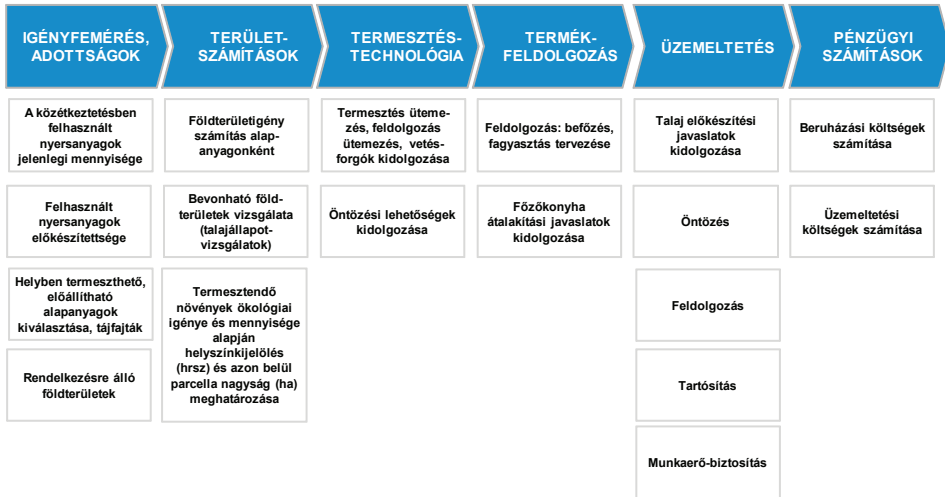 IGÉNYFEMÉRÉS,
ADOTTSÁGOK
TERÜLET-
SZÁMÍTÁSOK
TERMESZTÉS-
TECHNOLÓGIA
TERMÉK-
FELDOLGOZÁS
ÜZEMELTETÉS
PÉNZÜGYI
SZÁMÍTÁSOK
A közétkeztetésben
felhasznált
nyersanyagok
jelenlegi mennyisége
Felhasznált
nyersanyagok
előkészítettsége
Helyben termeszthető,
előállítható
alapanyagok
kiválasztása, tájfajták
Rendelkezésre álló
földterületek
Földterületigény
számítás alap-
anyagonként
Bevonható föld-
területek vizsgálata
(talajállapot-
vizsgálatok)
Termesztendő
növények ökológiai
igénye és mennyisége
alapján
helyszínkijelölés
(hrsz) és azon belül
parcella nagyság (ha)
meghatározása
Termesztés üteme-
zés, feldolgozás
ütemezés, vetés-
forgók kidolgozása
Öntözési lehetőségek
kidolgozása
Feldolgozás: befőzés,
fagyasztás tervezése
Főzőkonyha
átalakítási javaslatok
kidolgozása
Talaj előkészítési
javaslatok
kidolgozása
Öntözés
Feldolgozás
Tartósítás
Munkaerő-biztosítás
Beruházási költségek
számítása
Üzemeltetési
költségek számítása